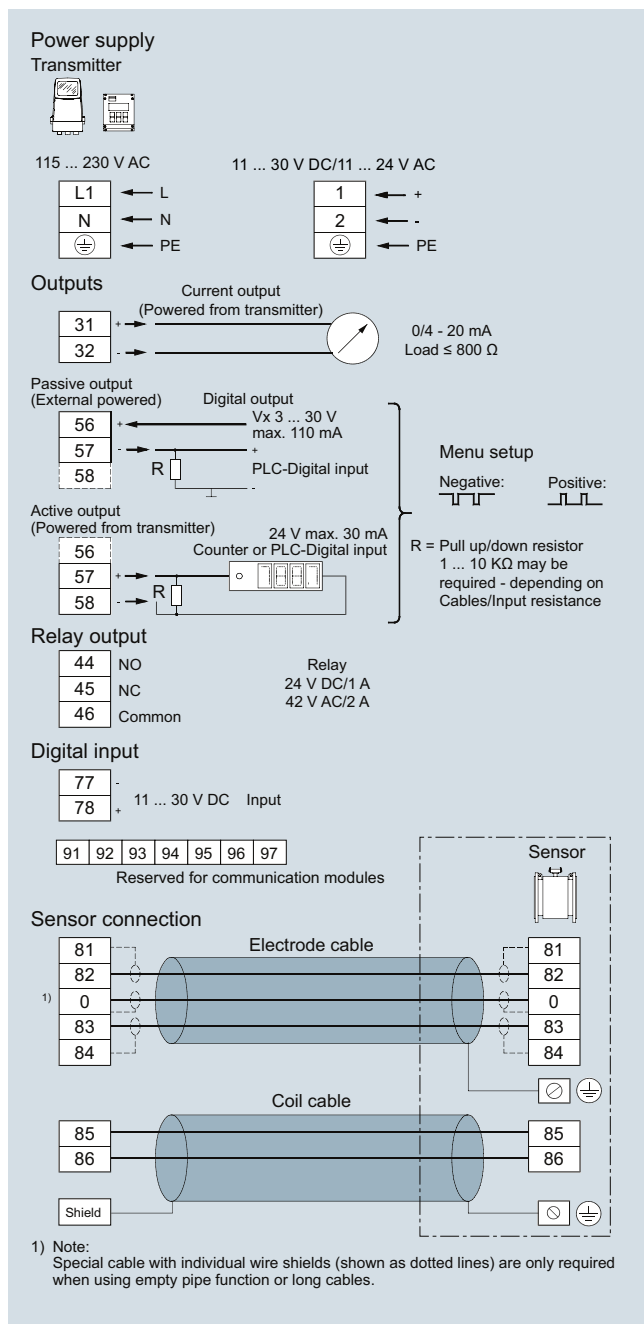 Power supply
Transmitter
115 ... 230 V AC
11 ... 30 V DC/11 ... 24 V AC
L1 L
N N
PE
1 +
2 -
PE
Outputs
Current output
(Powered from transmitter)
31 +
32 -
0/4 - 20 mA
Load ≤ 800 Ω
Passive output
(External powered)
Digital output
56 + Vx 3 ... 30 V
max. 110 mA
57 - +
R PLC-Digital input
58 -
Menu setup
Negative: Positive:
Active output
(Powered from transmitter)
24 V max. 30 mA
Counter or PLC-Digital input
56
57 +
58 - R
R = Pull up/down resistor
1 ... 10 KΩ may be
required - depending on
Cables/Input resistance
Relay output
44 NO
45 NC
46 Common
Relay
24 V DC/1 A
42 V AC/2 A
Digital input
77 -
78 +
11 ... 30 V DC Input
91 92 93 94 95 96 97
Reserved for communication modules
Sensor
Sensor connection
Electrode cable
81 81
82 82
1) 0 0
83 83
84 84
Coil cable
85 85
86 86
Shield
1) Note:
Special cable with individual wire shields (shown as dotted lines) are only required
when using empty pipe function or long cables.